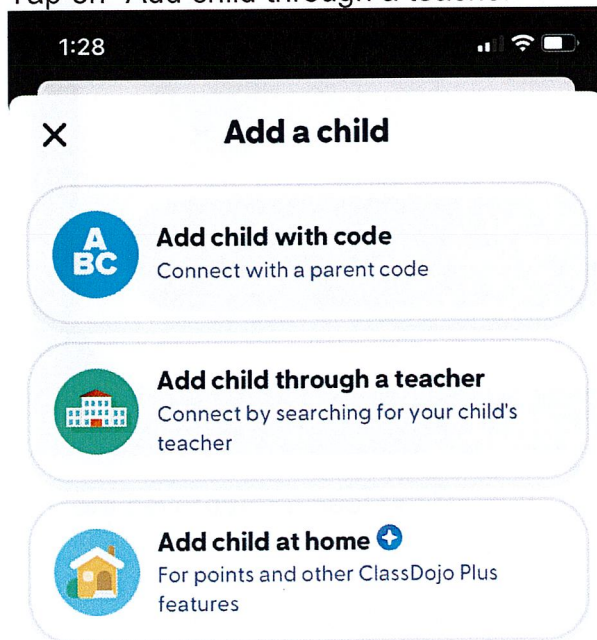 Tap on "Add child through a teacher"
1:28
Add a child
A
BC
Add child with code
Connect with a parent code
Add child through a teacher
Connect by searching for your child's
teacher
Add child at home
For points and other ClassDojo Plus
features